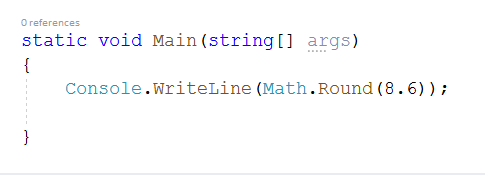 0 references
static void Main(string[] args)
{
    Console.WriteLine(Math.Round(8.6));
}